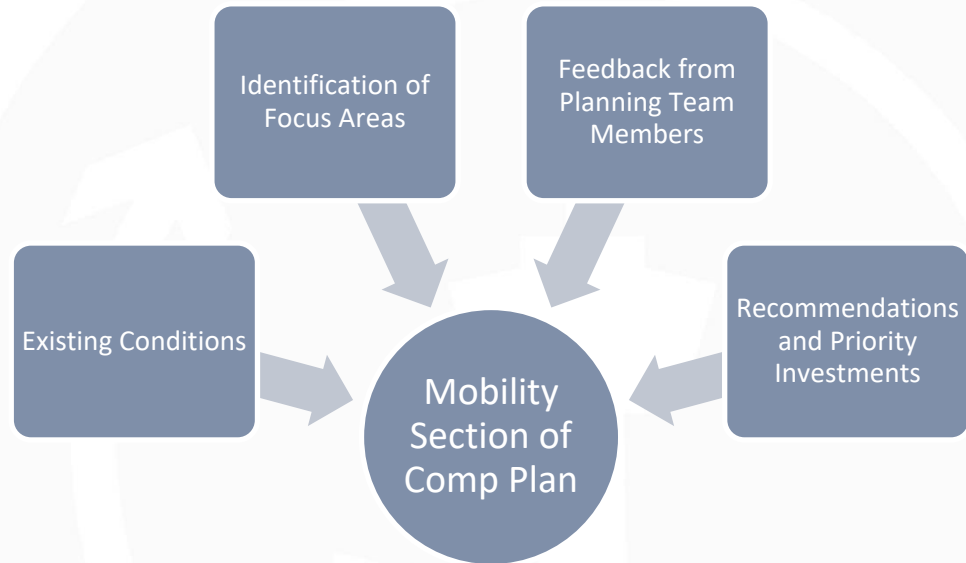 Identification of
Focus Areas
Feedback from
Planning Team
Members
Existing Conditions
Recommendations
and Priority
Investments
Mobility
Section of
Comp Plan